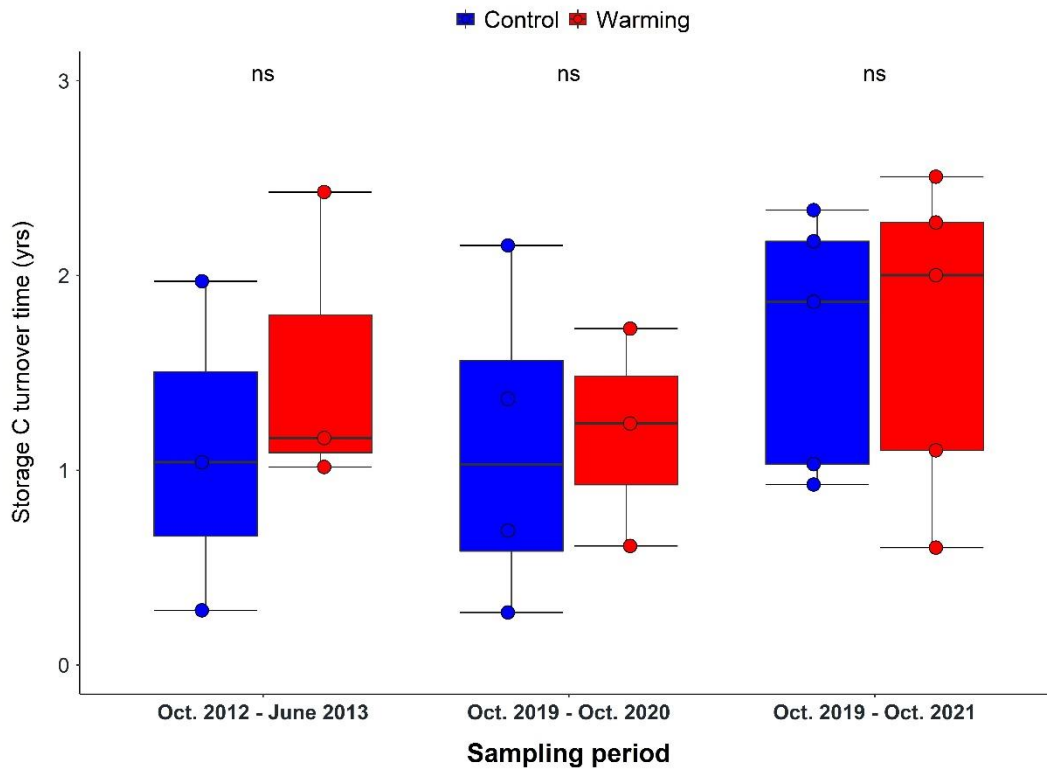 Control Warming
ns ns ns
3
2
1
0
Storage C turnover time (yrs)
Oct. 2012 - June 2013 Oct. 2019 - Oct. 2020 Oct. 2019 - Oct. 2021
Sampling period